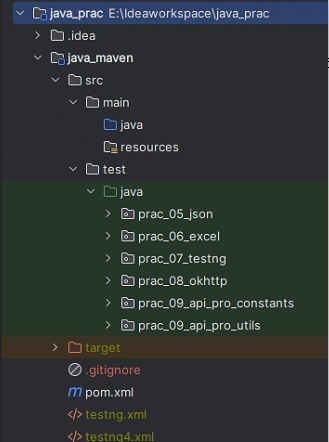 java_prac E:\Ideaworkspace\java_prac
.idea
java_maven
src
main
java
resources
test
java
prac_05_json
prac_06_excel
prac_07_testng
prac_08_okhttp
prac_09_api_pro_constants
prac_09_api_pro_utils
target
.gitignore
pom.xml
testng.xml
testng4.xml